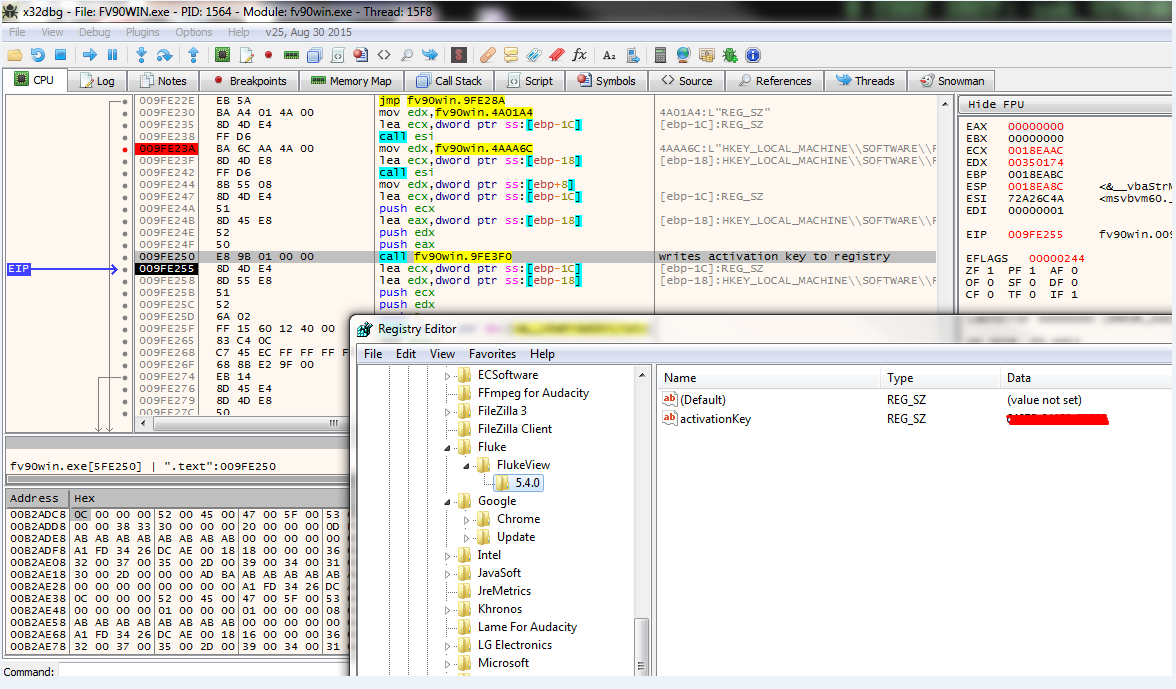 x32dbg - File: FV90WIN.exe - PID: 1564 - Module: fv90win.exe - Thread: 15F8
File View Debug Plugins Options Help v25, Aug 30 2015
CPU Log Notes Breakpoints Memory Map Call Stack Script Symbols Source References Threads Snowman
009FE22E EB 5A jmp fv90win.9FE28A
009FE230 BA A4 01 4A 00 mov edx,fv90win.4A01A4 4A01A4:L"REG_SZ"
009FE235 8D 4D E4 lea ecx,dword ptr ss:[ebp-1C] [ebp-1C]:REG_SZ
009FE238 FF D6 call esi
009FE23A BA 6C AA 4A 00 mov edx,fv90win.4AAA6C 4AAA6C:L"HKEY_LOCAL_MACHINE\\SOFTWARE\\F
009FE23F 8D 4D E8 lea ecx,dword ptr ss:[ebp-18] [ebp-18]:HKEY_LOCAL_MACHINE\\SOFTWARE\\F
009FE242 FF D6 call esi
009FE244 8B 55 08 mov edx,dword ptr ss:[ebp+8]
009FE247 8D 4D E4 lea ecx,dword ptr ss:[ebp-1C] [ebp-1C]:REG_SZ
009FE24A 51 push ecx
009FE24B 8D 45 E8 lea eax,dword ptr ss:[ebp-18] [ebp-18]:HKEY_LOCAL_MACHINE\\SOFTWARE\\F
009FE24E 52 push edx
009FE24F 50 push eax
009FE250 E8 9B 01 00 00 call fv90win.9FE3F0 writes activation key to registry
EIP 009FE255 8D 4D E4 lea ecx,dword ptr ss:[ebp-1C] [ebp-1C]:REG_SZ
009FE258 8D 55 E8 lea edx,dword ptr ss:[ebp-18] [ebp-18]:HKEY_LOCAL_MACHINE\\SOFTWARE\\F
009FE25B 51 push ecx
009FE25C 52 push edx
009FE25D 6A 02
009FE25F FF 15 60 12 40 00
009FE265 83 C4 0C
009FE268 C7 45 EC FF FF FF F
009FE26F 68 8B E2 9F 00
009FE274 EB 14
009FE276 8D 45 E4
009FE279 8D 4D E8
009FE27C 50
Hide FPU
EAX 00000000
EBX 00000000
ECX 0018EAAC
EDX 00350174
EBP 0018EABC
ESP 0018EA8C <&__vbaStrM
ESI 72A26C4A <msvbvm60._
EDI 00000001
EIP 009FE255 fv90win.009
EFLAGS 00000244
ZF 1 PF 1 AF 0
OF 0 SF 0 DF 0
CF 0 TF 0 IF 1
fv90win.exe[5FE250] | ".text":009FE250
Address Hex
00B2ADC8 0C 00 00 00 52 00 45 00 47 00 5F 00 53
00B2ADD8 00 00 38 33 30 00 00 00 20 00 00 00 0D
00B2ADE8 AB AB AB AB AB AB AB AB 00 00 00 00 00
00B2ADF8 A1 FD 34 26 DC AE 00 18 18 00 00 00 36
00B2AE08 32 00 37 00 35 00 2D 00 39 00 34 00 31
00B2AE18 30 00 2D 00 00 00 AD BA AB AB AB AB AB
00B2AE28 00 00 00 00 00 00 00 00 A1 FD 34 26 DC
00B2AE38 0C 00 00 00 52 00 45 00 47 00 5F 00 53
00B2AE48 00 00 00 00 01 00 00 00 01 00 00 00 08
00B2AE58 AB AB AB AB AB AB AB AB 00 00 00 00 00
00B2AE68 A1 FD 34 26 DC AE 00 18 16 00 00 00 36
00B2AE78 32 00 37 00 35 00 2D 00 39 00 34 00 31
Command:
Registry Editor
File Edit View Favorites Help
ECSoftware
FFmpeg for Audacity
FileZilla 3
FileZilla Client
Fluke
FlukeView
5.4.0
Google
Chrome
Update
Intel
JavaSoft
JreMetrics
Khronos
Lame For Audacity
LG Electronics
Microsoft
Name Type Data
(Default) REG_SZ (value not set)
activationKey REG_SZ